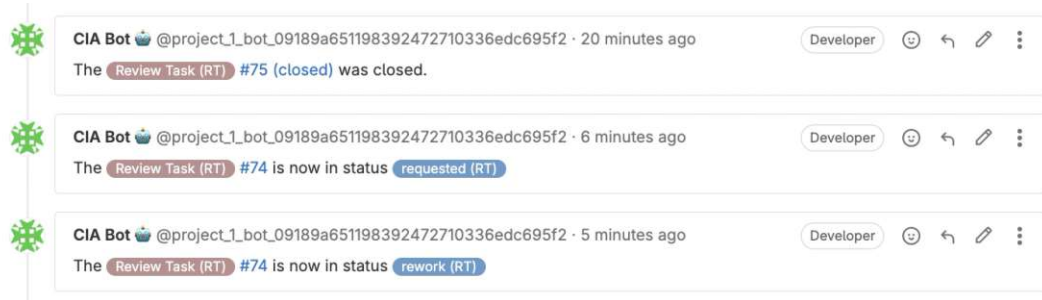 CIA Bot 🤖 @project_1_bot_09189a651198392472710336edc695f2 · 20 minutes ago Developer
The Review Task (RT) #75 (closed) was closed.
CIA Bot 🤖 @project_1_bot_09189a651198392472710336edc695f2 · 6 minutes ago Developer
The Review Task (RT) #74 is now in status requested (RT)
CIA Bot 🤖 @project_1_bot_09189a651198392472710336edc695f2 · 5 minutes ago Developer
The Review Task (RT) #74 is now in status rework (RT)